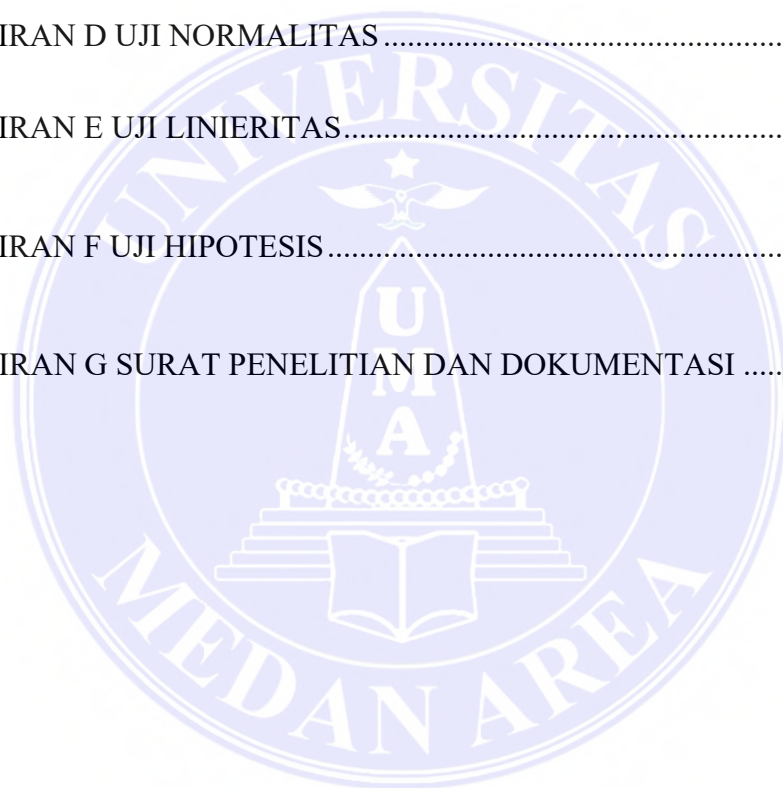 IRAN D UJI NORMALITAS ..................................................
IRAN E UJI LINIERITAS.......................................................
IRAN F UJI HIPOTESIS.........................................................
IRAN G SURAT PENELITIAN DAN DOKUMENTASI .....
UNIVERSITAS
U
M
A
MEDAN AREA